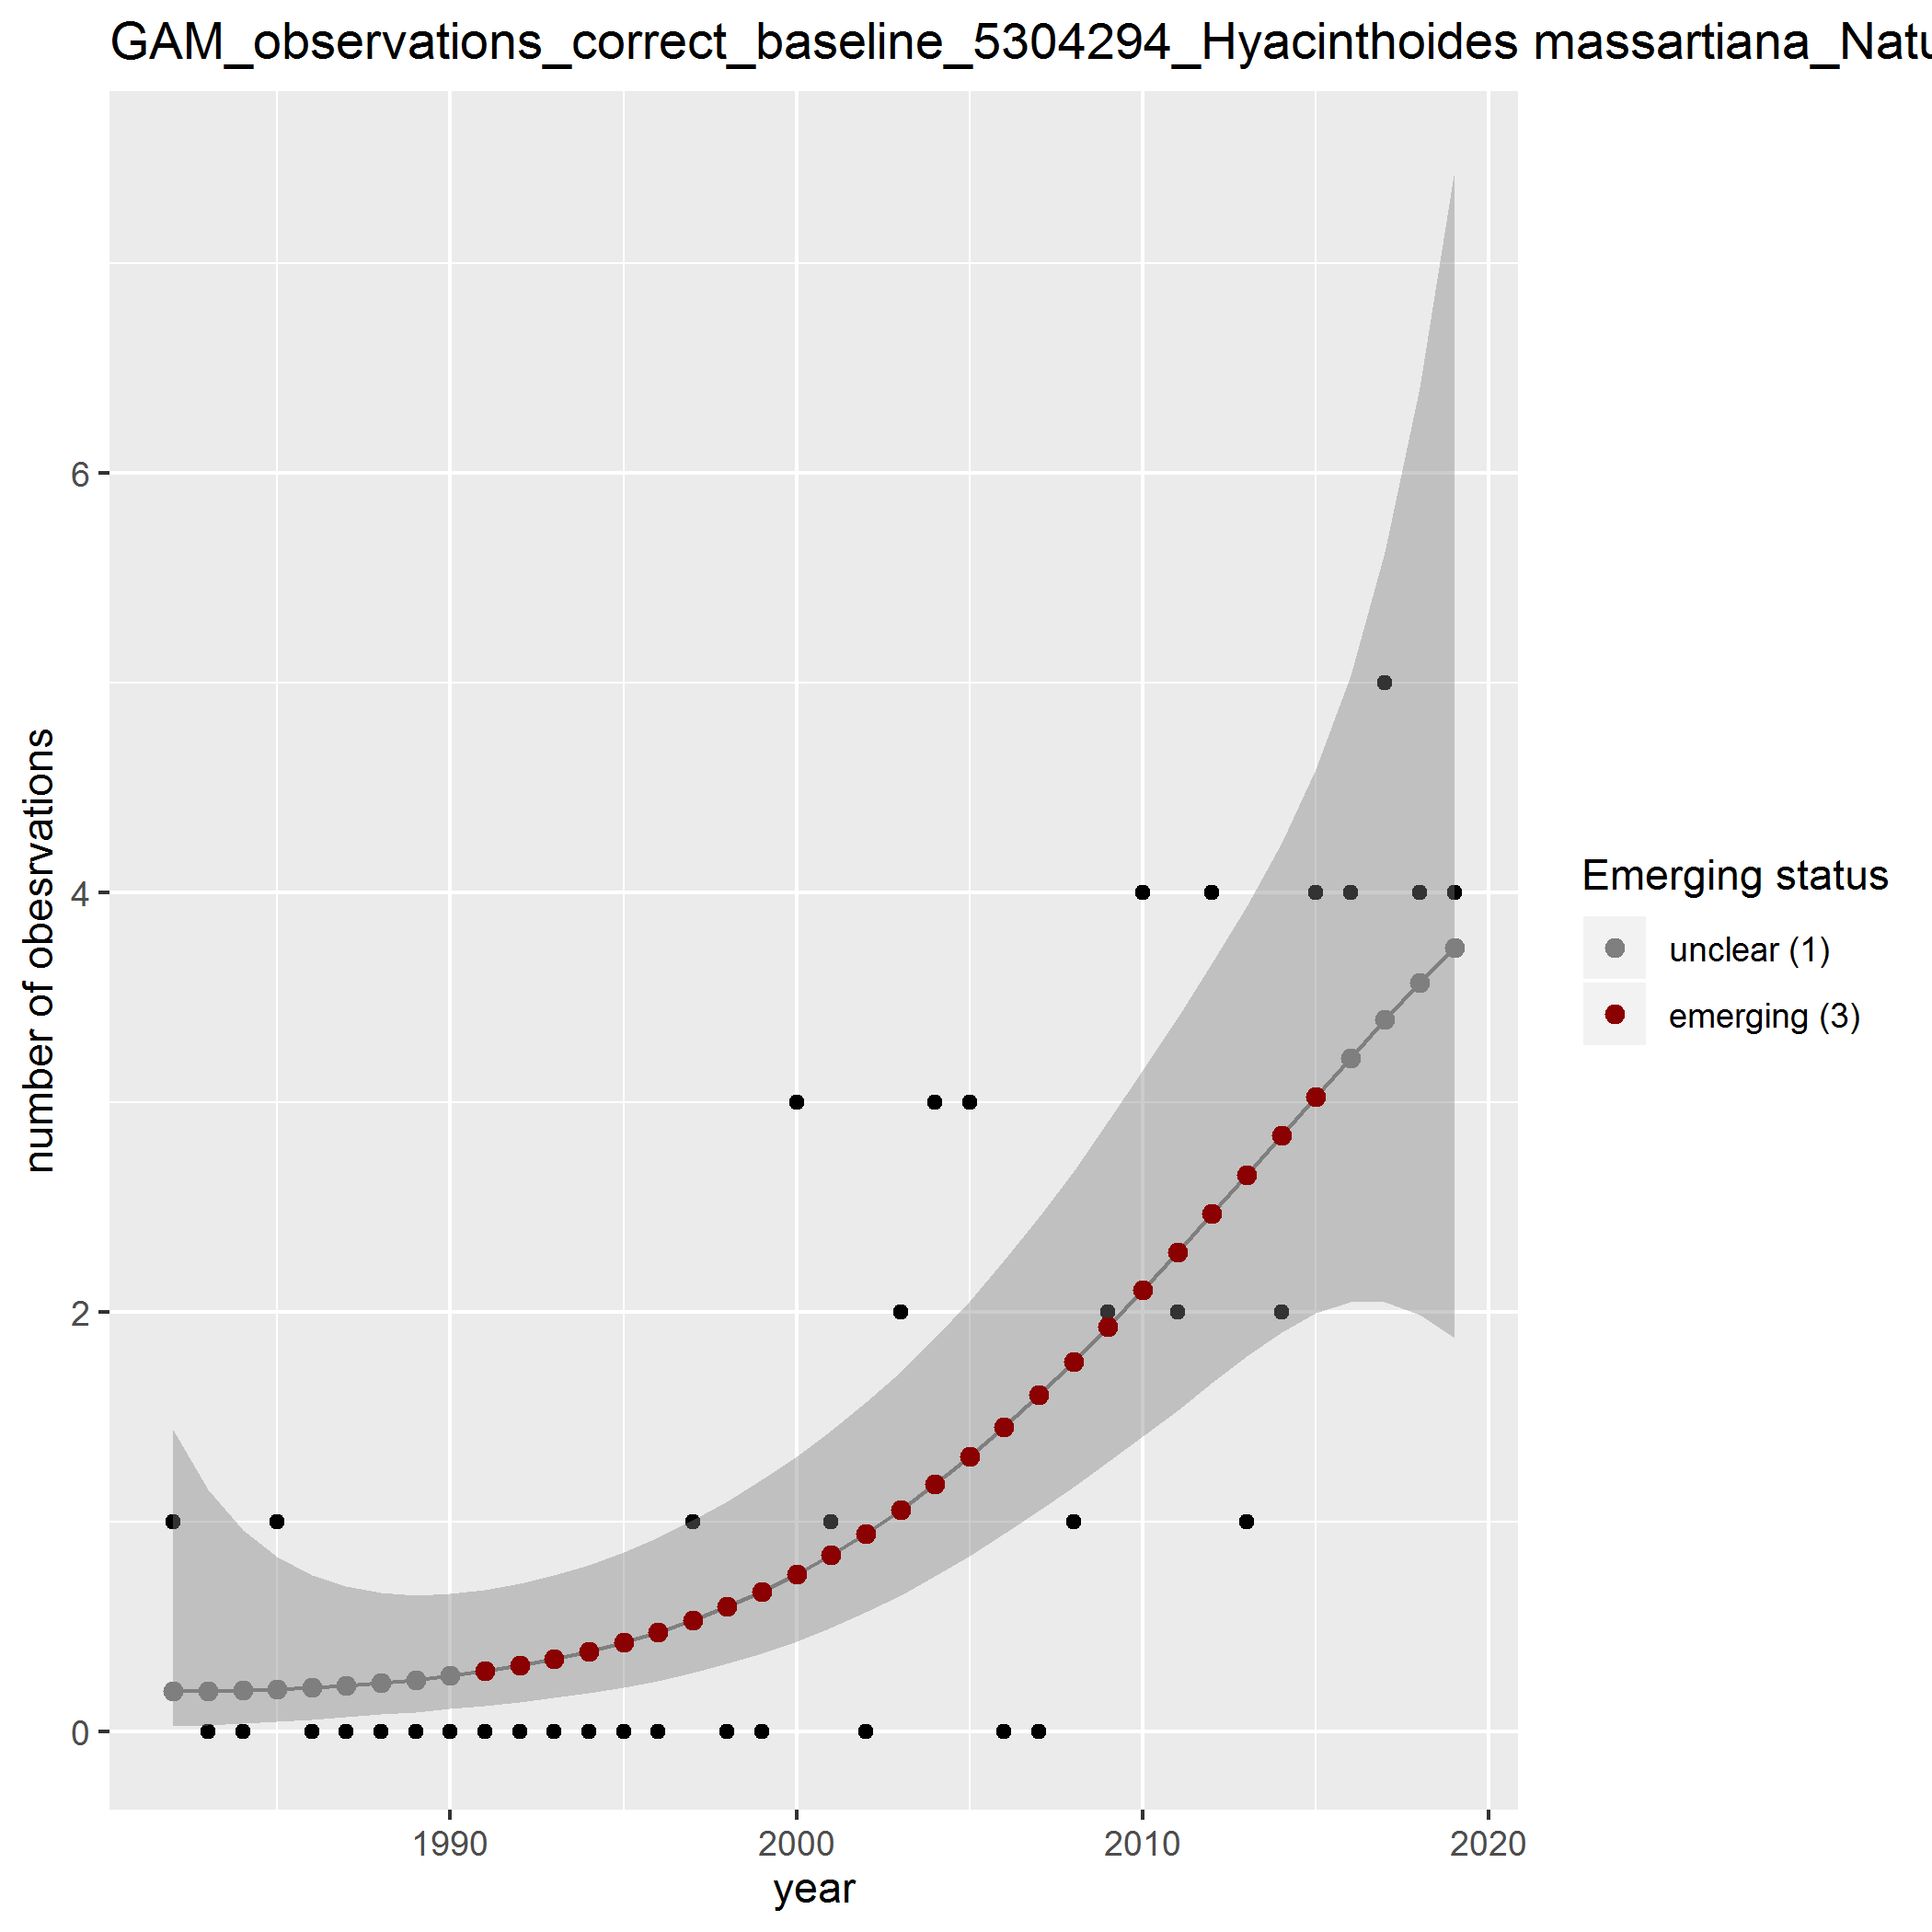 GAM_observations_correct_baseline_5304294_Hyacinthoides massartiana_Natu
number of obesrvations
6
4
2
0
1990
2000
2010
2020
year
Emerging status
unclear (1)
emerging (3)